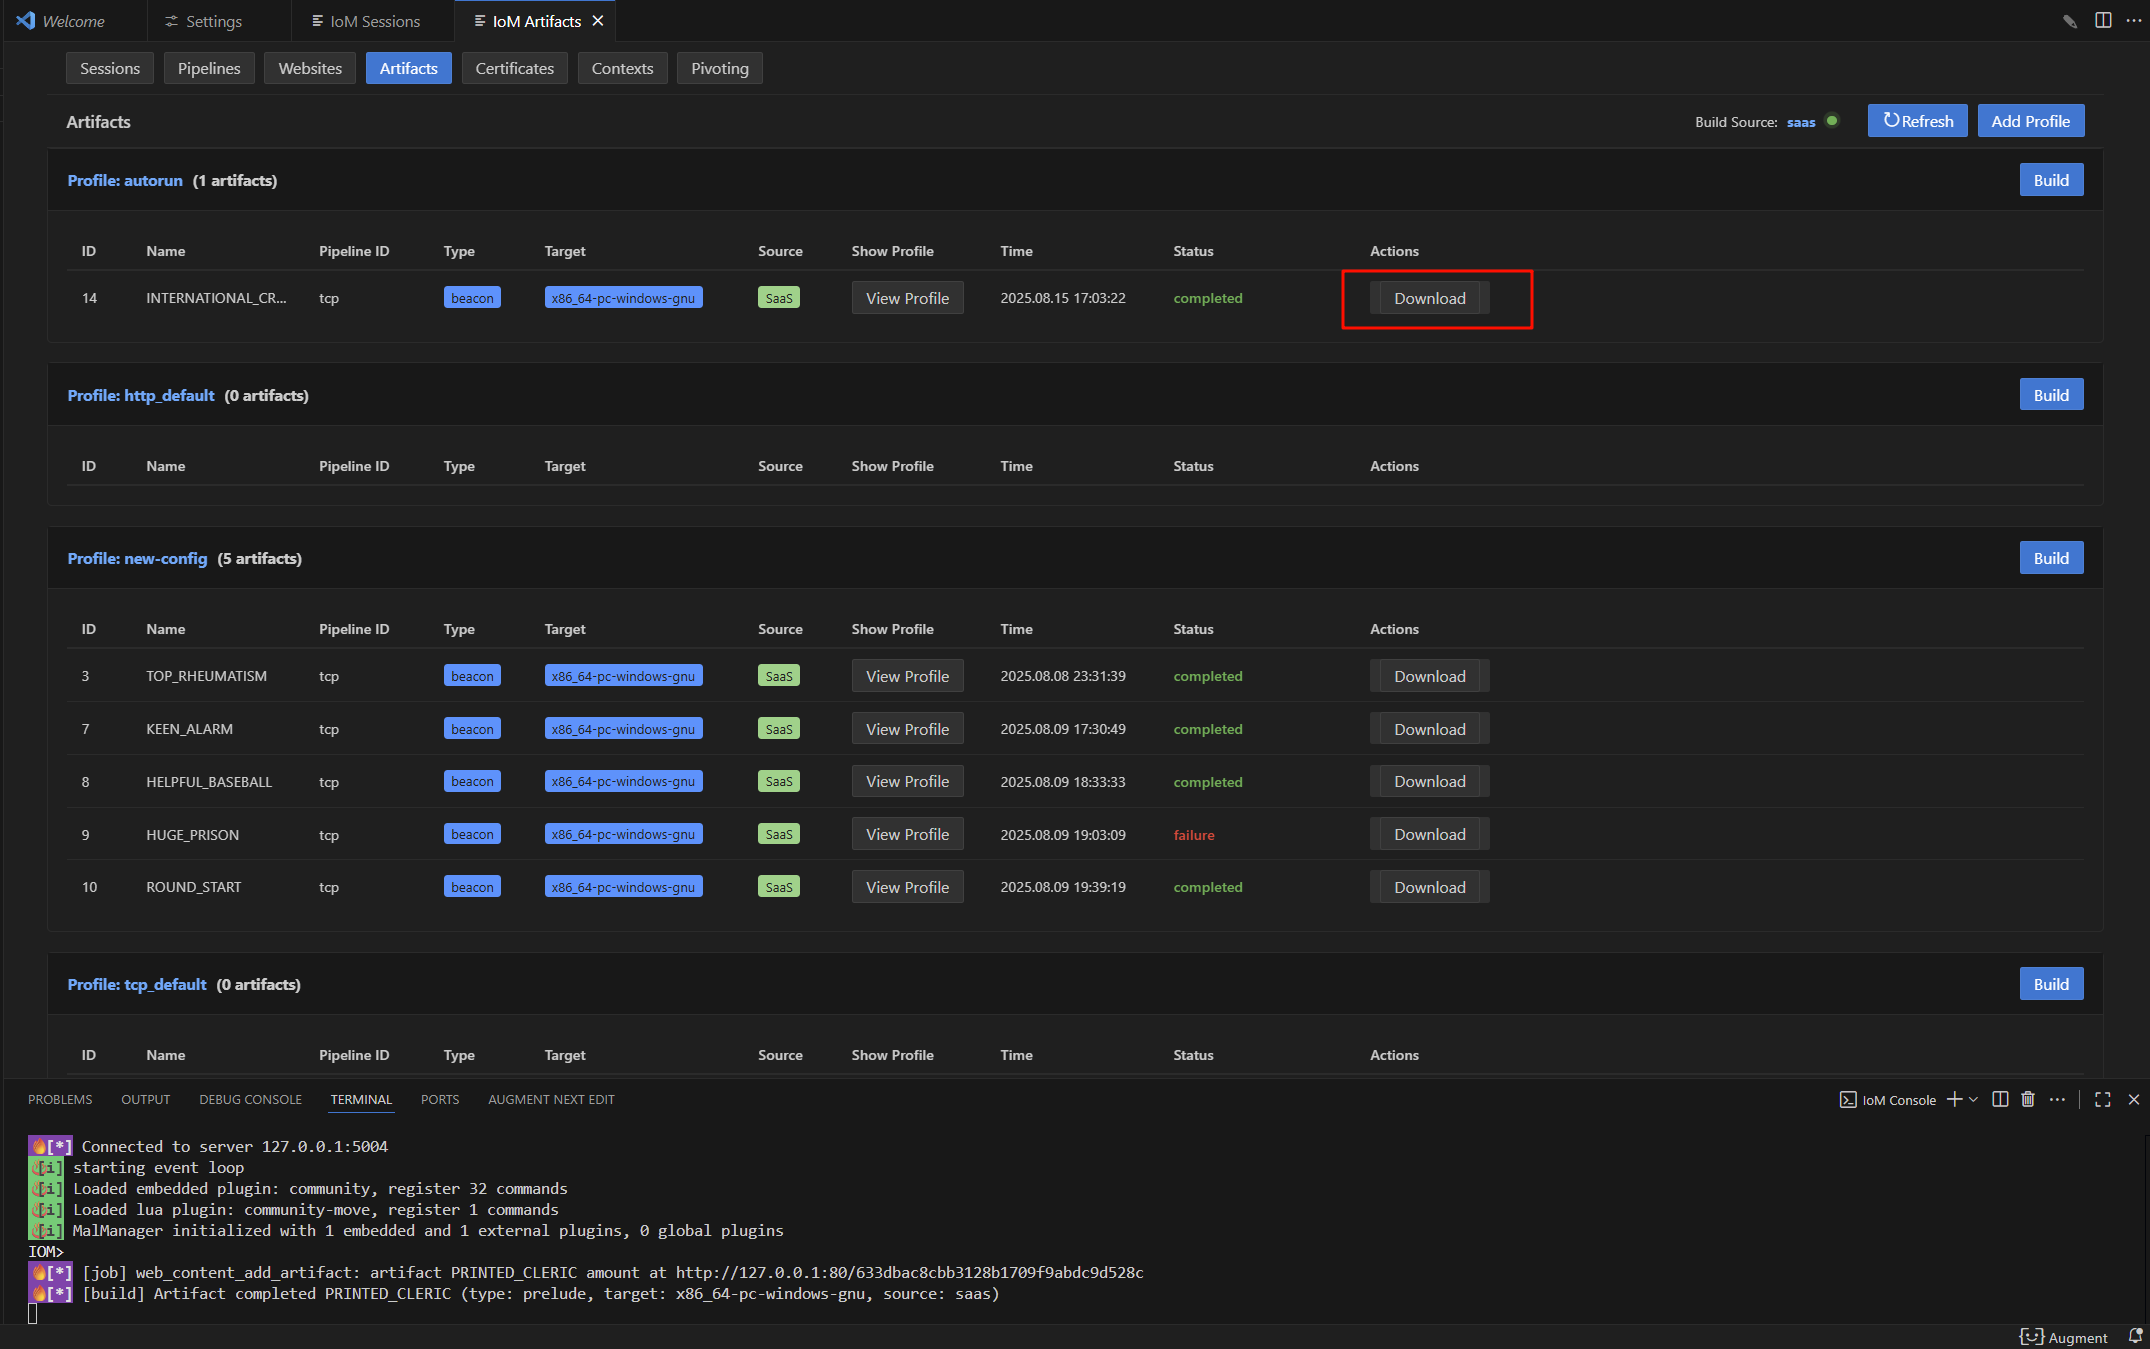 Welcome Settings IoM Sessions IoM Artifacts
Sessions Pipelines Websites Artifacts Certificates Contexts Pivoting
Artifacts Build Source: saas Refresh Add Profile
Profile: autorun (1 artifacts) Build
ID Name Pipeline ID Type Target Source Show Profile Time Status Actions
14 INTERNATIONAL_CR... tcp beacon x86_64-pc-windows-gnu SaaS View Profile 2025.08.15 17:03:22 completed Download
Profile: http_default (0 artifacts) Build
ID Name Pipeline ID Type Target Source Show Profile Time Status Actions
Profile: new-config (5 artifacts) Build
ID Name Pipeline ID Type Target Source Show Profile Time Status Actions
3 TOP_RHEUMATISM tcp beacon x86_64-pc-windows-gnu SaaS View Profile 2025.08.08 23:31:39 completed Download
7 KEEN_ALARM tcp beacon x86_64-pc-windows-gnu SaaS View Profile 2025.08.09 17:30:49 completed Download
8 HELPFUL_BASEBALL tcp beacon x86_64-pc-windows-gnu SaaS View Profile 2025.08.09 18:33:33 completed Download
9 HUGE_PRISON tcp beacon x86_64-pc-windows-gnu SaaS View Profile 2025.08.09 19:03:09 failure Download
10 ROUND_START tcp beacon x86_64-pc-windows-gnu SaaS View Profile 2025.08.09 19:39:19 completed Download
Profile: tcp_default (0 artifacts) Build
ID Name Pipeline ID Type Target Source Show Profile Time Status Actions
PROBLEMS OUTPUT DEBUG CONSOLE TERMINAL PORTS AUGMENT NEXT EDIT IoM Console
[*] Connected to server 127.0.0.1:5004
[i] starting event loop
[i] Loaded embedded plugin: community, register 32 commands
[i] Loaded lua plugin: community-move, register 1 commands
[i] MalManager initialized with 1 embedded and 1 external plugins, 0 global plugins
IOM>
[*] [job] web_content_add_artifact: artifact PRINTED_CLERIC amount at http://127.0.0.1:80/633dbac8cbb3128b1709f9abdc9d528c
[*] [build] Artifact completed PRINTED_CLERIC (type: prelude, target: x86_64-pc-windows-gnu, source: saas)
Augment